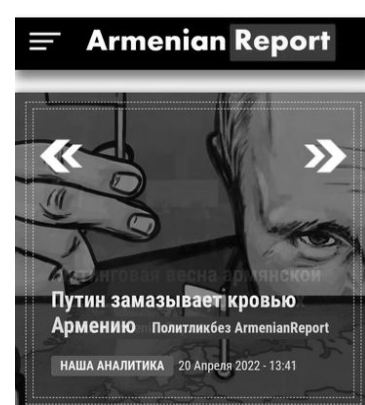 Armenian Report
Путин замазывает кровью
Армению Политликбез ArmenianReport
НАША АНАЛИТИКА 20 Апреля 2022 - 13:41